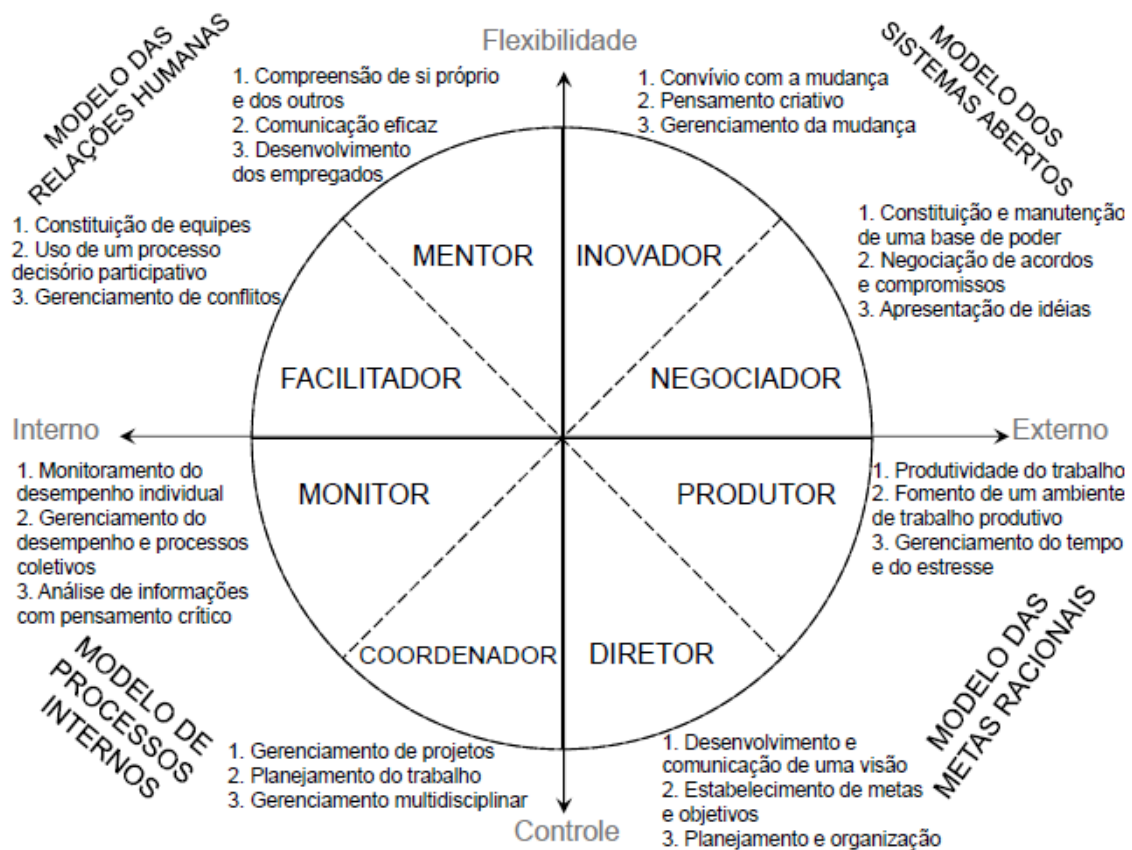 Flexibilidade
MODELO DAS
RELAÇÕES HUMANAS
1. Compreensão de si próprio
e dos outros
2. Comunicação eficaz
3. Desenvolvimento
dos empregados
1. Convívio com a mudança
2. Pensamento criativo
3. Gerenciamento da mudança
MODELO DOS
SISTEMAS ABERTOS
1. Constituição de equipes
2. Uso de um processo
decisório participativo
3. Gerenciamento de conflitos
1. Constituição e manutenção
de uma base de poder
2. Negociação de acordos
e compromissos
3. Apresentação de idéias
MENTOR
INOVADOR
FACILITADOR
NEGOCIADOR
Interno
Externo
MONITOR
PRODUTOR
COORDENADOR
DIRETOR
1. Monitoramento do
desempenho individual
2. Gerenciamento do
desempenho e processos
coletivos
3. Análise de informações
com pensamento crítico
1. Produtividade do trabalho
2. Fomento de um ambiente
de trabalho produtivo
3. Gerenciamento do tempo
e do estresse
MODELO DE
PROCESSOS
INTERNOS
MODELO DAS
METAS RACIONAIS
1. Gerenciamento de projetos
2. Planejamento do trabalho
3. Gerenciamento multidisciplinar
1. Desenvolvimento e
comunicação de uma visão
2. Estabelecimento de metas
e objetivos
3. Planejamento e organização
Controle